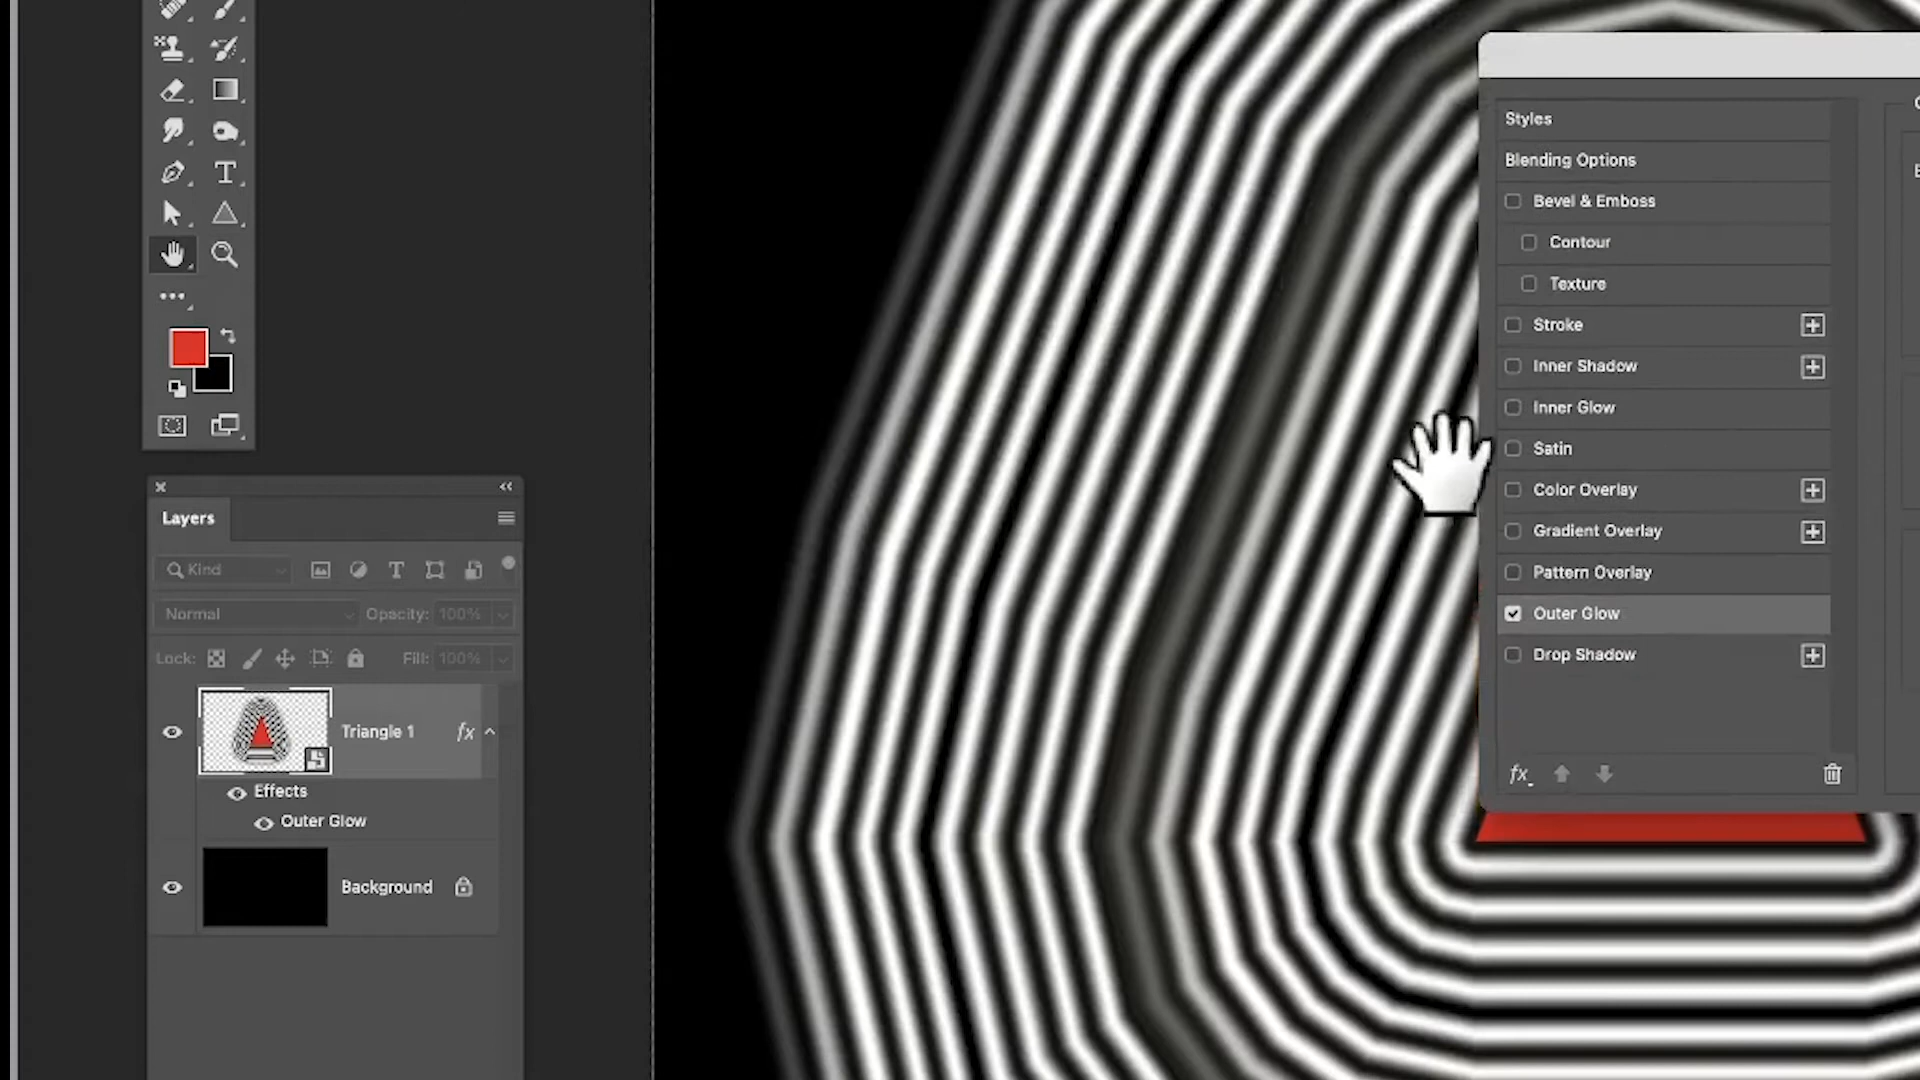 Styles
Blending Options
Bevel & Emboss
Contour
Texture
Stroke
Inner Shadow
Inner Glow
Satin
Color Overlay
Gradient Overlay
Pattern Overlay
Outer Glow
Drop Shadow
fx
Layers
Kind
Normal Opacity: 100%
Lock: Fill: 100%
Triangle 1 fx
Effects
Outer Glow
Background